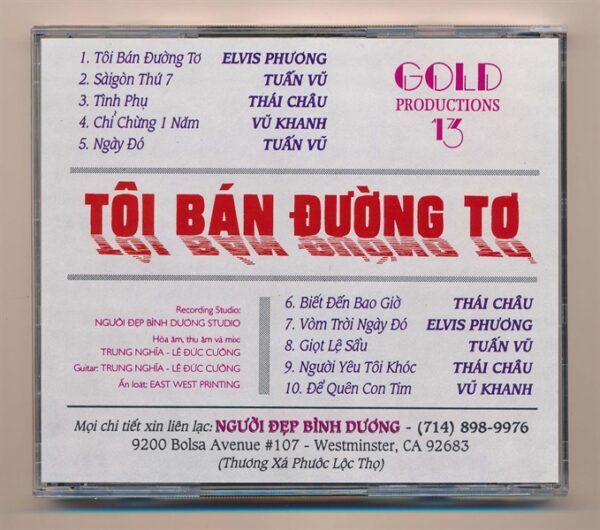 1. Tôi Bán Đường Tơ ELVIS PHƯƠNG
2. Sàigòn Thứ 7 TUẤN VŨ
3. Tình Phụ THÁI CHÂU
4. Chỉ Chừng 1 Năm VŨ KHANH
5. Ngày Đó TUẤN VŨ
GOLD
PRODUCTIONS
13
TÔI BÁN ĐƯỜNG TƠ
Recording Studio:
NGƯỜI ĐẸP BÌNH DƯƠNG STUDIO
Hòa âm, thu âm và mix:
TRUNG NGHĨA - LÊ ĐỨC CƯỜNG
Guitar: TRUNG NGHĨA - LÊ ĐỨC CƯỜNG
Ấn loát: EAST WEST PRINTING
6. Biết Đến Bao Giờ THÁI CHÂU
7. Vòm Trời Ngày Đó ELVIS PHƯƠNG
8. Giọt Lệ Sầu TUẤN VŨ
9. Người Yêu Tôi Khóc THÁI CHÂU
10. Để Quên Con Tim VŨ KHANH
Mọi chi tiết xin liên lạc: NGƯỜI ĐẸP BÌNH DƯƠNG - (714) 898-9976
9200 Bolsa Avenue #107 - Westminster, CA 92683
(Thương Xá Phước Lộc Thọ)